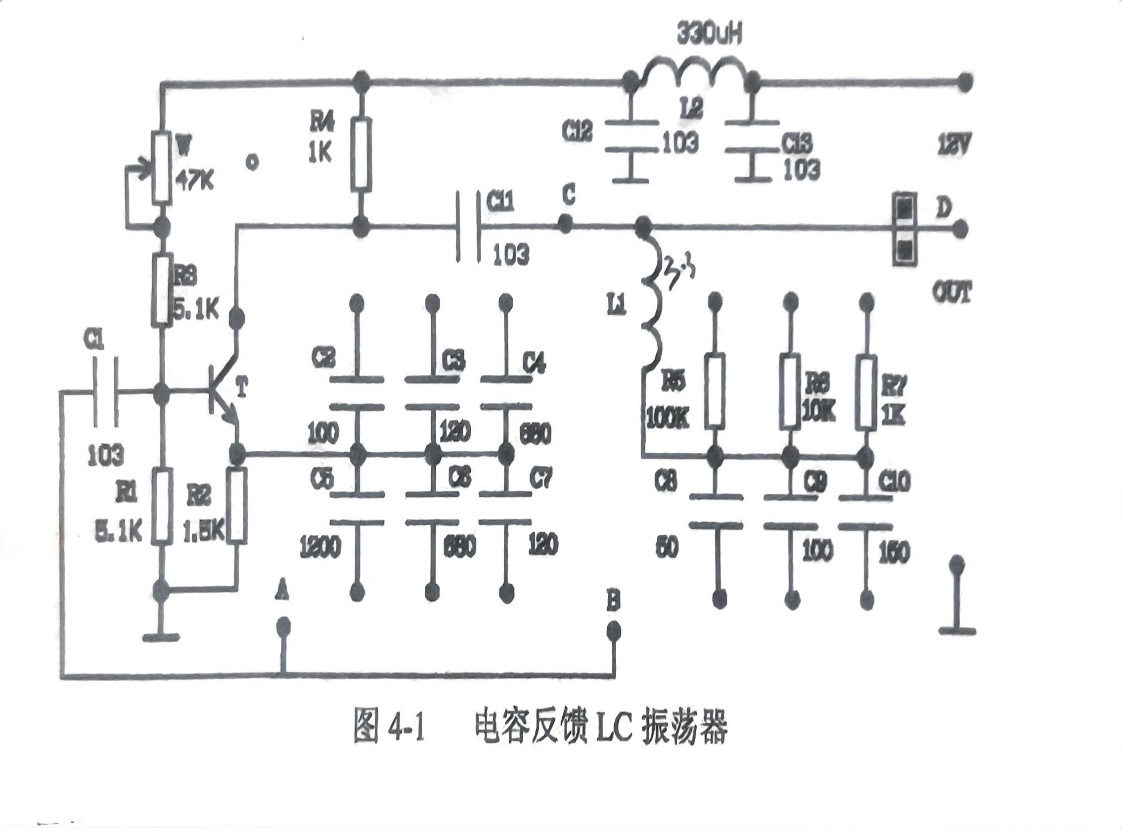 330uH
L2
R4
1K
C12
103
C13
103
12V
W
47K
C11
103
C
D
OUT
R3
5.1K
L1
3.3
C1
103
T
C2
100
C3
120
C4
680
R5
100K
R6
10K
R7
1K
R1
5.1K
R2
1.5K
C5
1200
C6
680
C7
120
C8
50
C9
100
C10
150
A
B
图 4-1 电容反馈 LC 振荡器